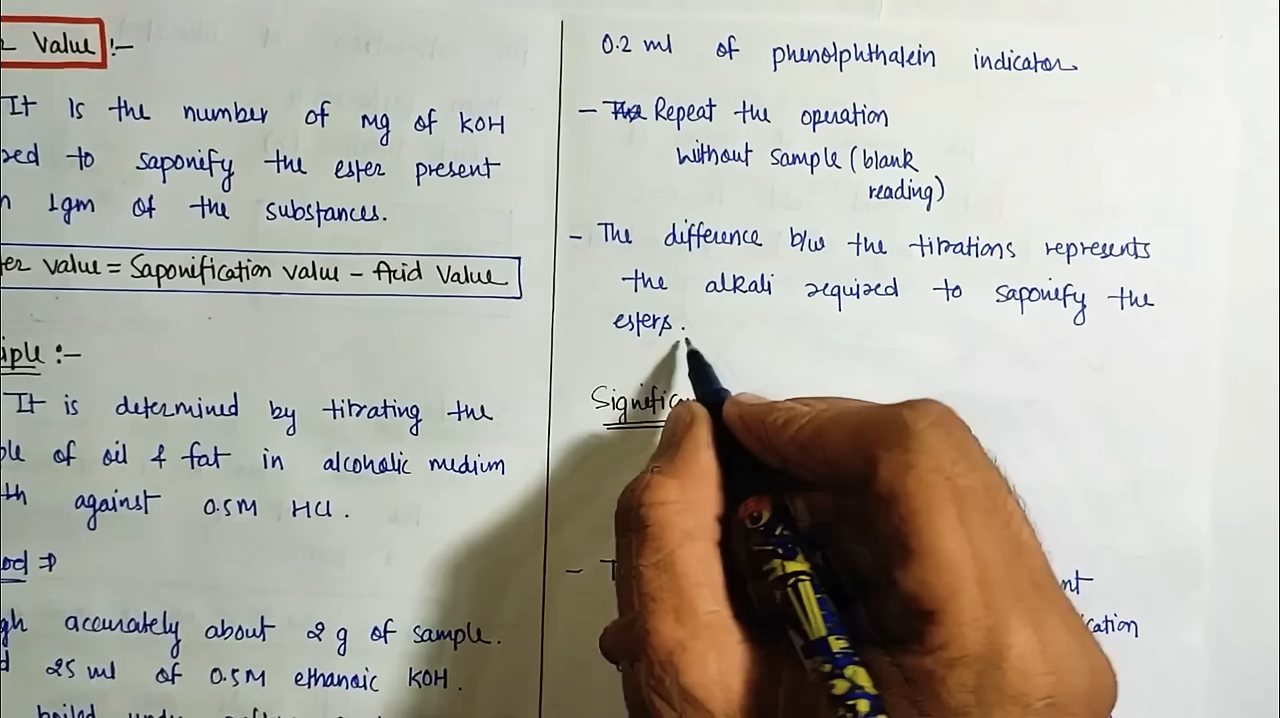 Value :-
It is the number of mg of KOH
to saponify the ester present
1gm of the substances.
value = Saponification value - Acid Value
:-
It is determined by titrating the
of oil & fat in alcoholic medium
against 0.5M HCl.
⇒
accurately about 2 g of sample.
25 ml of 0.5M ethanoic KOH.
0.2 ml of phenolphthalein indicator
- Repeat the operation
without sample (blank
reading)
- The difference b/w the titrations represents
the alkali required to saponify the
esters.